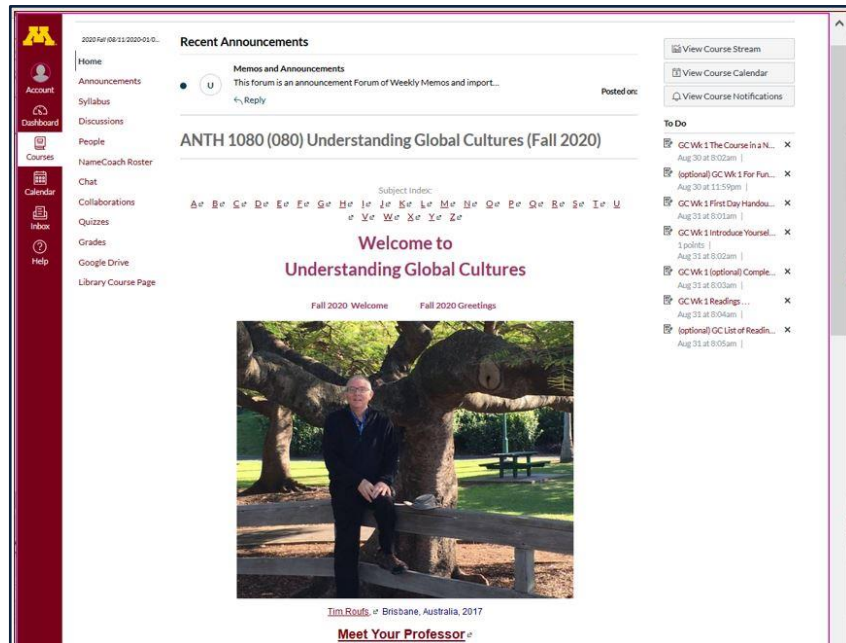 M
Account
Dashboard
Courses
Calendar
Inbox
Help
Home
Announcements
Syllabus
Discussions
People
NameCoach Roster
Chat
Collaborations
Quizzes
Grades
Google Drive
Library Course Page
Recent Announcements
U
Memos and Announcements
This forum is an announcement Forum of Weekly Memos and import...
Posted on:
Reply
ANTH 1080 (080) Understanding Global Cultures (Fall 2020)
Subject Index:
A B C D E F G H I J K L M N O P Q R S T U
V W X Y Z
Welcome to
Understanding Global Cultures
Fall 2020 Welcome Fall 2020 Greetings
Tim Roufs, Brisbane, Australia, 2017
Meet Your Professor
View Course Stream
View Course Calendar
View Course Notifications
To Do
GC Wk 1 The Course in a N...
Aug 30 at 8:02am |
(optional) GC Wk 1 For Fun...
Aug 30 at 11:59pm |
GC Wk 1 First Day Handou...
Aug 31 at 8:01am |
GC Wk 1 Introduce Yoursel...
1 points |
Aug 31 at 8:02am |
GC Wk 1 (optional) Comple...
Aug 31 at 8:03am |
GC Wk 1 Readings . . .
Aug 31 at 8:04am |
(optional) GC List of Readin...
Aug 31 at 8:05am |